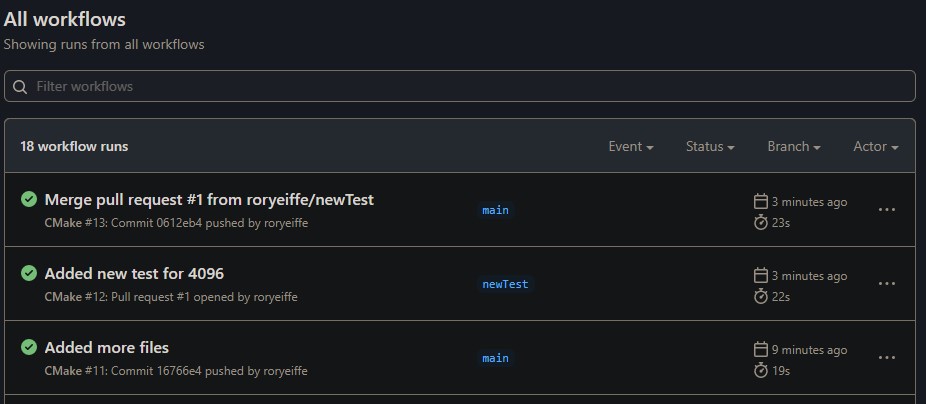 All workflows
Showing runs from all workflows
Filter workflows
18 workflow runs Event Status Branch Actor
Merge pull request #1 from roryeiffe/newTest
CMake #13: Commit 0612eb4 pushed by roryeiffe
main
3 minutes ago
23s
Added new test for 4096
CMake #12: Pull request #1 opened by roryeiffe
newTest
3 minutes ago
22s
Added more files
CMake #11: Commit 16766e4 pushed by roryeiffe
main
9 minutes ago
19s